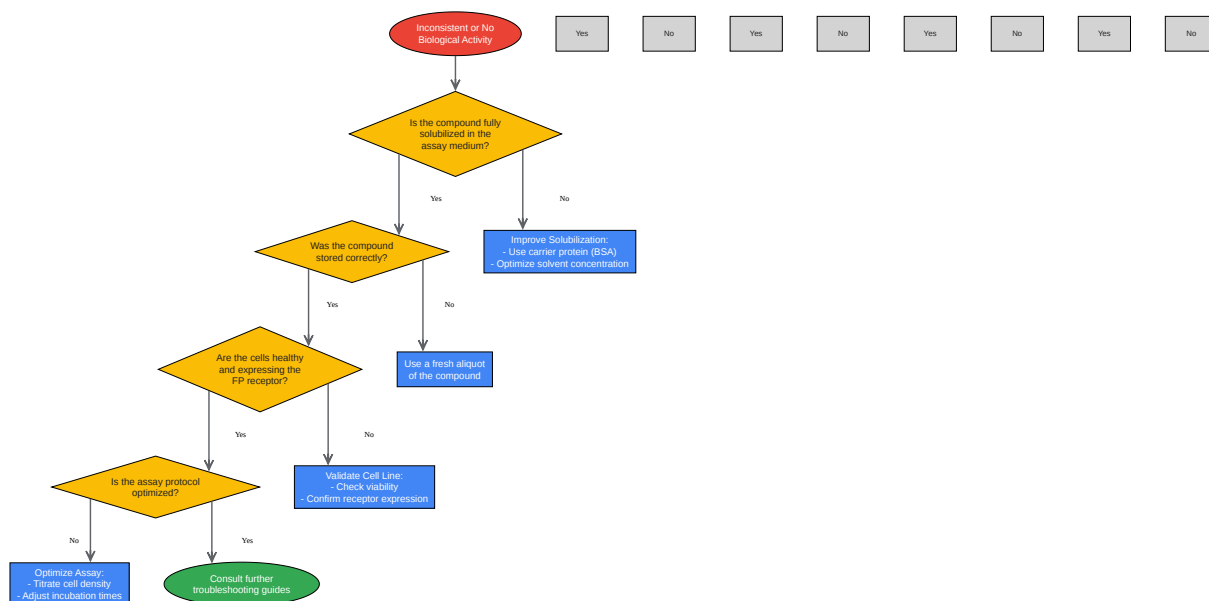 Inconsistent or No
Biological Activity
Yes
No
Yes
No
Yes
No
Yes
No
Is the compound fully
solubilized in the
assay medium?
Yes
No
Improve Solubilization:
- Use carrier protein (BSA)
- Optimize solvent concentration
Was the compound
stored correctly?
Yes
No
Use a fresh aliquot
of the compound
Are the cells healthy
and expressing the
FP receptor?
Yes
No
Validate Cell Line:
- Check viability
- Confirm receptor expression
Is the assay protocol
optimized?
No
Yes
Optimize Assay:
- Titrate cell density
- Adjust incubation times
Consult further
troubleshooting guides